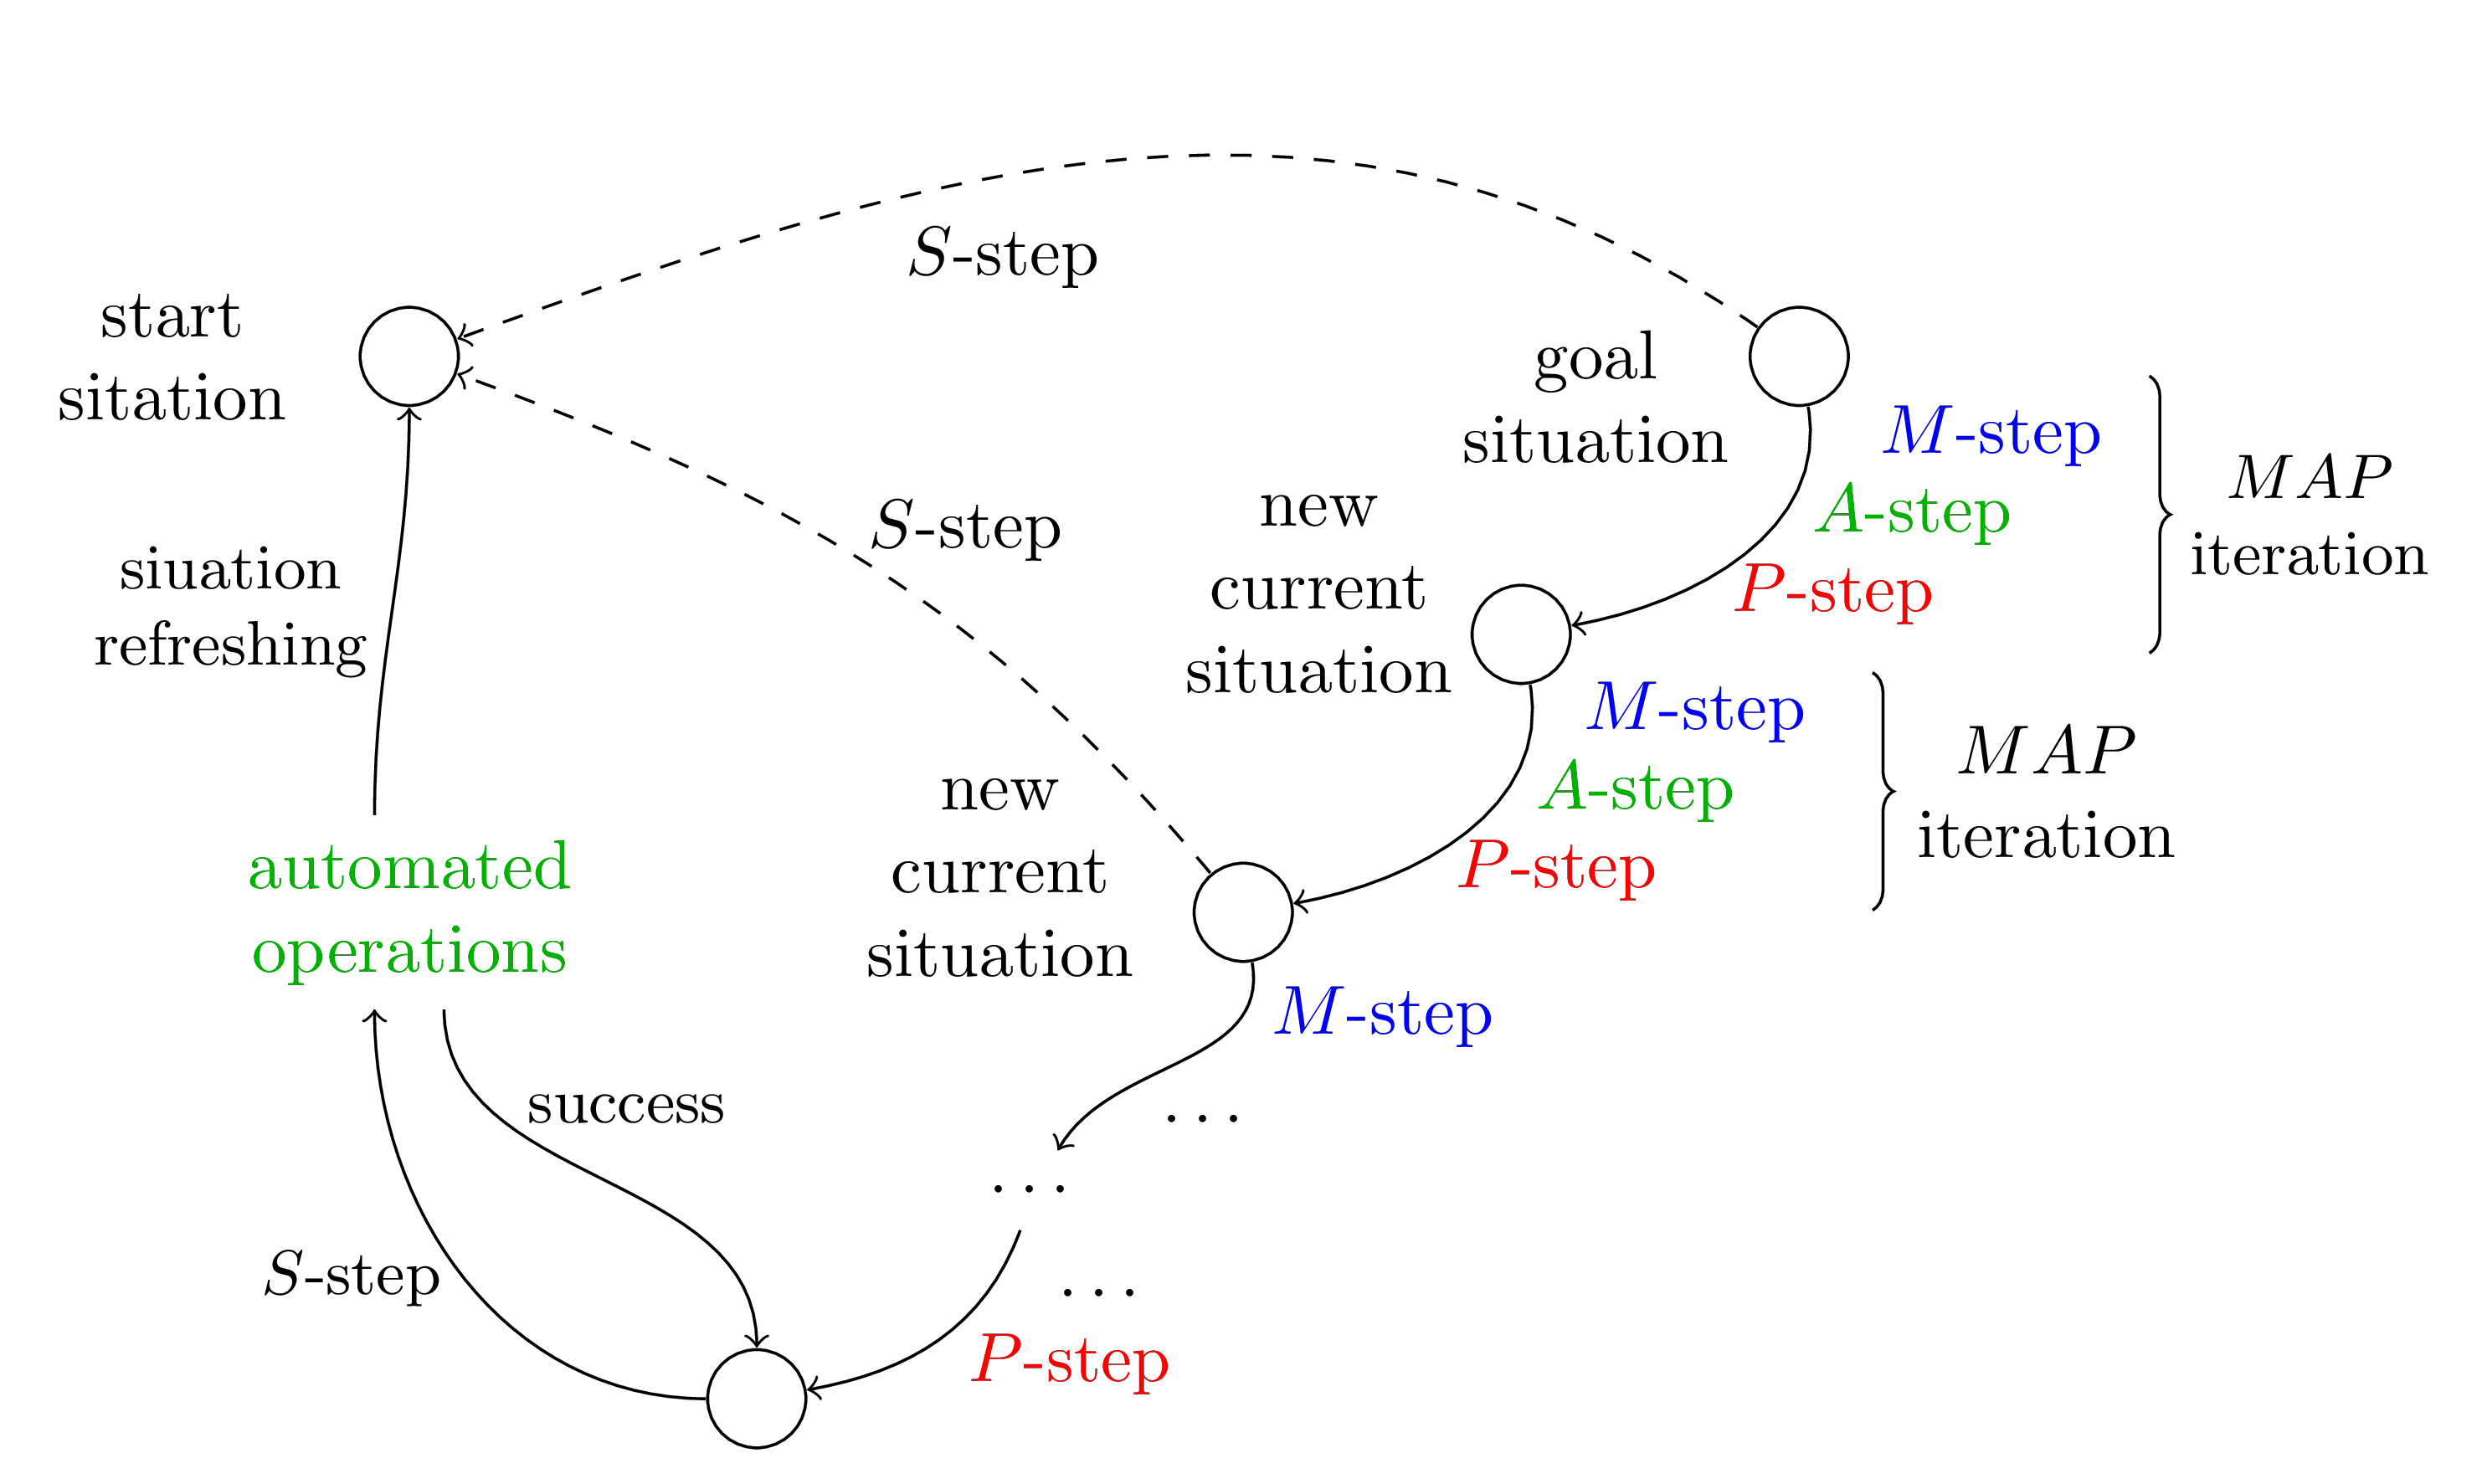 S-step
start
sitation
goal
situation
M-step
A-step
P-step
MAP
iteration
S-step
new
current
situation
siuation
refreshing
M-step
A-step
P-step
MAP
iteration
new
current
situation
automated
operations
M-step
...
success
...
S-step
...
P-step